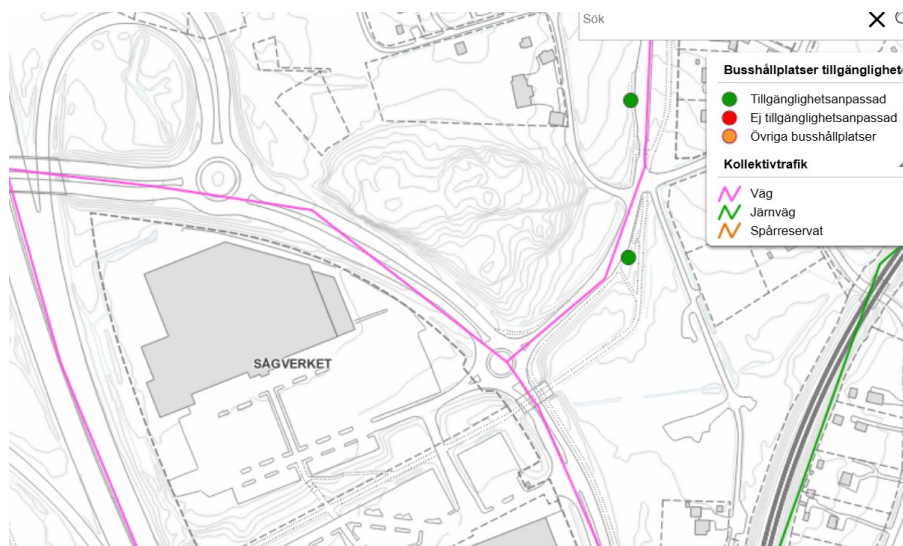 Sök
Busshållplatser tillgänglighet
Tillgänglighetsanpassad
Ej tillgänglighetsanpassad
Övriga busshållplatser
Kollektivtrafik
Väg
Järnväg
Spårreservat
SÅGVERKET